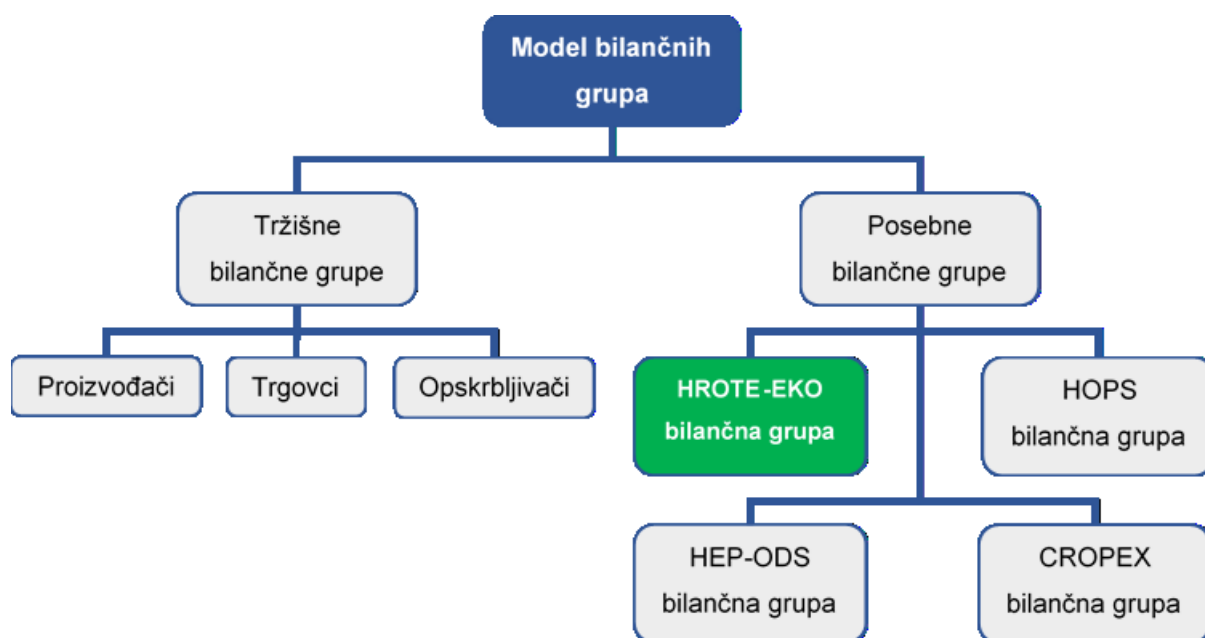 Model bilančnih
grupa
Tržišne
bilančne grupe
Posebne
bilančne grupe
Proizvođači
Trgovci
Opskrbljivači
HROTE-EKO
bilančna grupa
HOPS
bilančna grupa
HEP-ODS
bilančna grupa
CROPEX
bilančna grupa